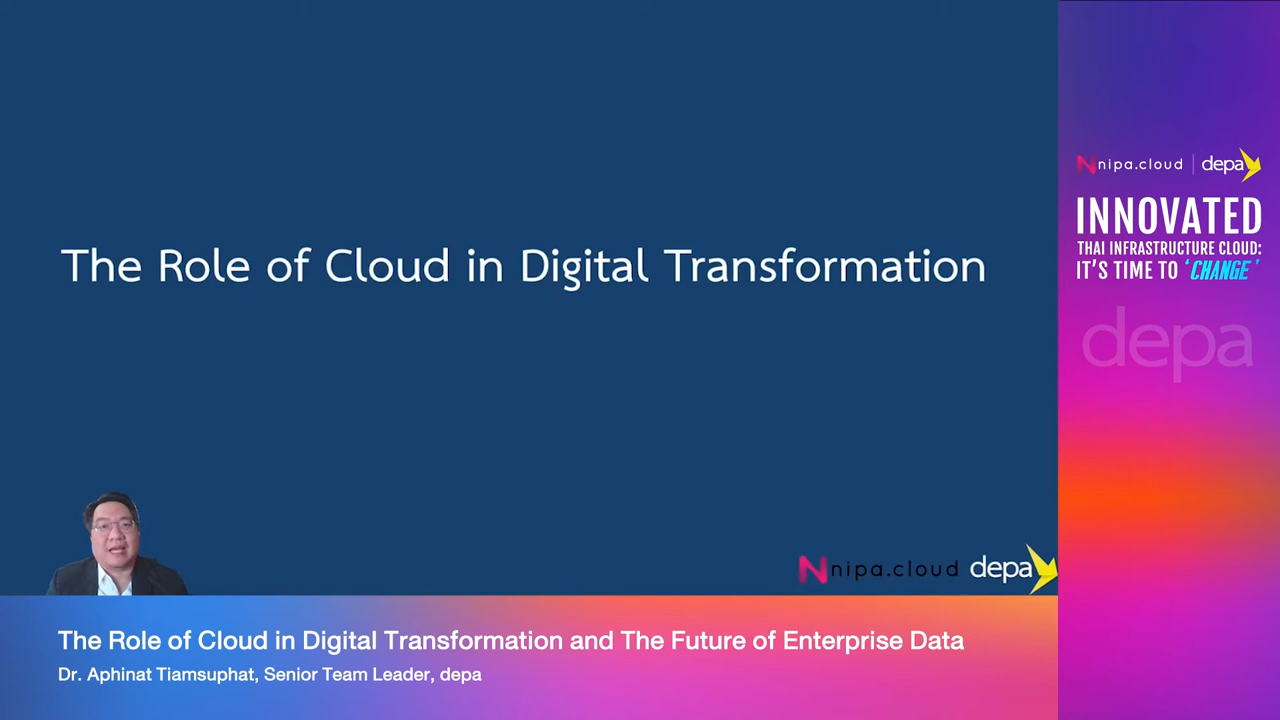 The Role of Cloud in Digital Transformation
nipa.cloud depa
The Role of Cloud in Digital Transformation and The Future of Enterprise Data
Dr. Aphinat Tiamsuphat, Senior Team Leader, depa
nipa.cloud | depa
INNOVATED
THAI INFRASTRUCTURE CLOUD:
IT'S TIME TO 'CHANGE'
depa